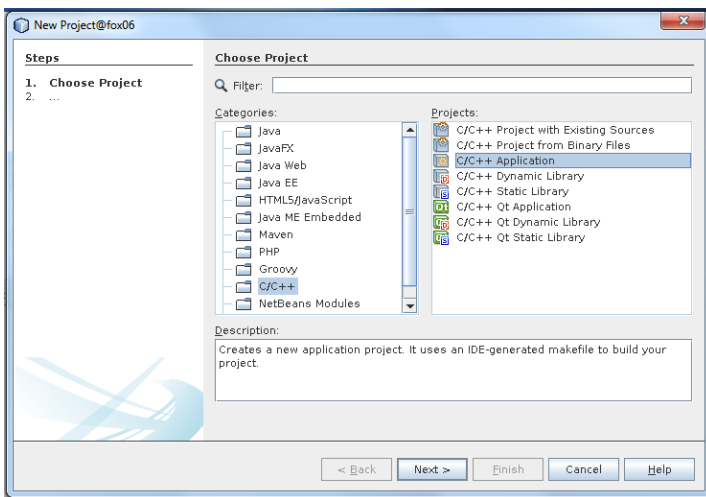 New Project@fox06
Steps
1. Choose Project
2. ...
Choose Project
Filter:
Categories:
Java
JavaFX
Java Web
Java EE
HTML5/JavaScript
Java ME Embedded
Maven
PHP
Groovy
C/C++
NetBeans Modules
Projects:
C/C++ Project with Existing Sources
C/C++ Project from Binary Files
C/C++ Application
C/C++ Dynamic Library
C/C++ Static Library
C/C++ Qt Application
C/C++ Qt Dynamic Library
C/C++ Qt Static Library
Description:
Creates a new application project. It uses an IDE-generated makefile to build your
project.
< Back
Next >
Finish
Cancel
Help